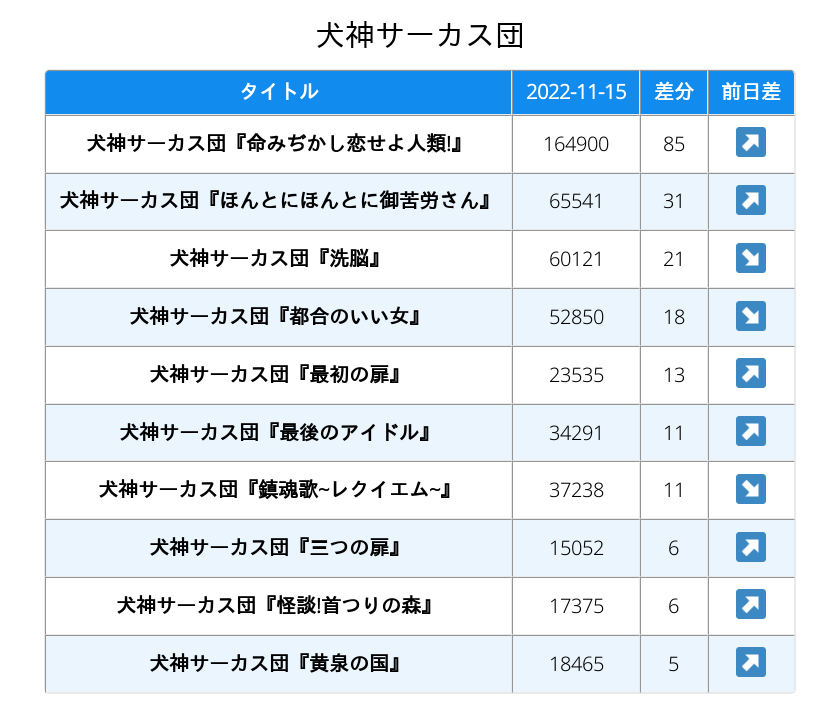 犬神サーカス団
タイトル 2022-11-15 差分 前日差
犬神サーカス団『命みぢかし恋せよ人類!』 164900 85 ↗
犬神サーカス団『ほんとにほんとに御苦労さん』 65541 31 ↗
犬神サーカス団『洗脳』 60121 21 ↘
犬神サーカス団『都合のいい女』 52850 18 ↘
犬神サーカス団『最初の扉』 23535 13 ↗
犬神サーカス団『最後のアイドル』 34291 11 ↗
犬神サーカス団『鎮魂歌~レクイエム~』 37238 11 ↘
犬神サーカス団『三つの扉』 15052 6 ↗
犬神サーカス団『怪談!首つりの森』 17375 6 ↗
犬神サーカス団『黄泉の国』 18465 5 ↗